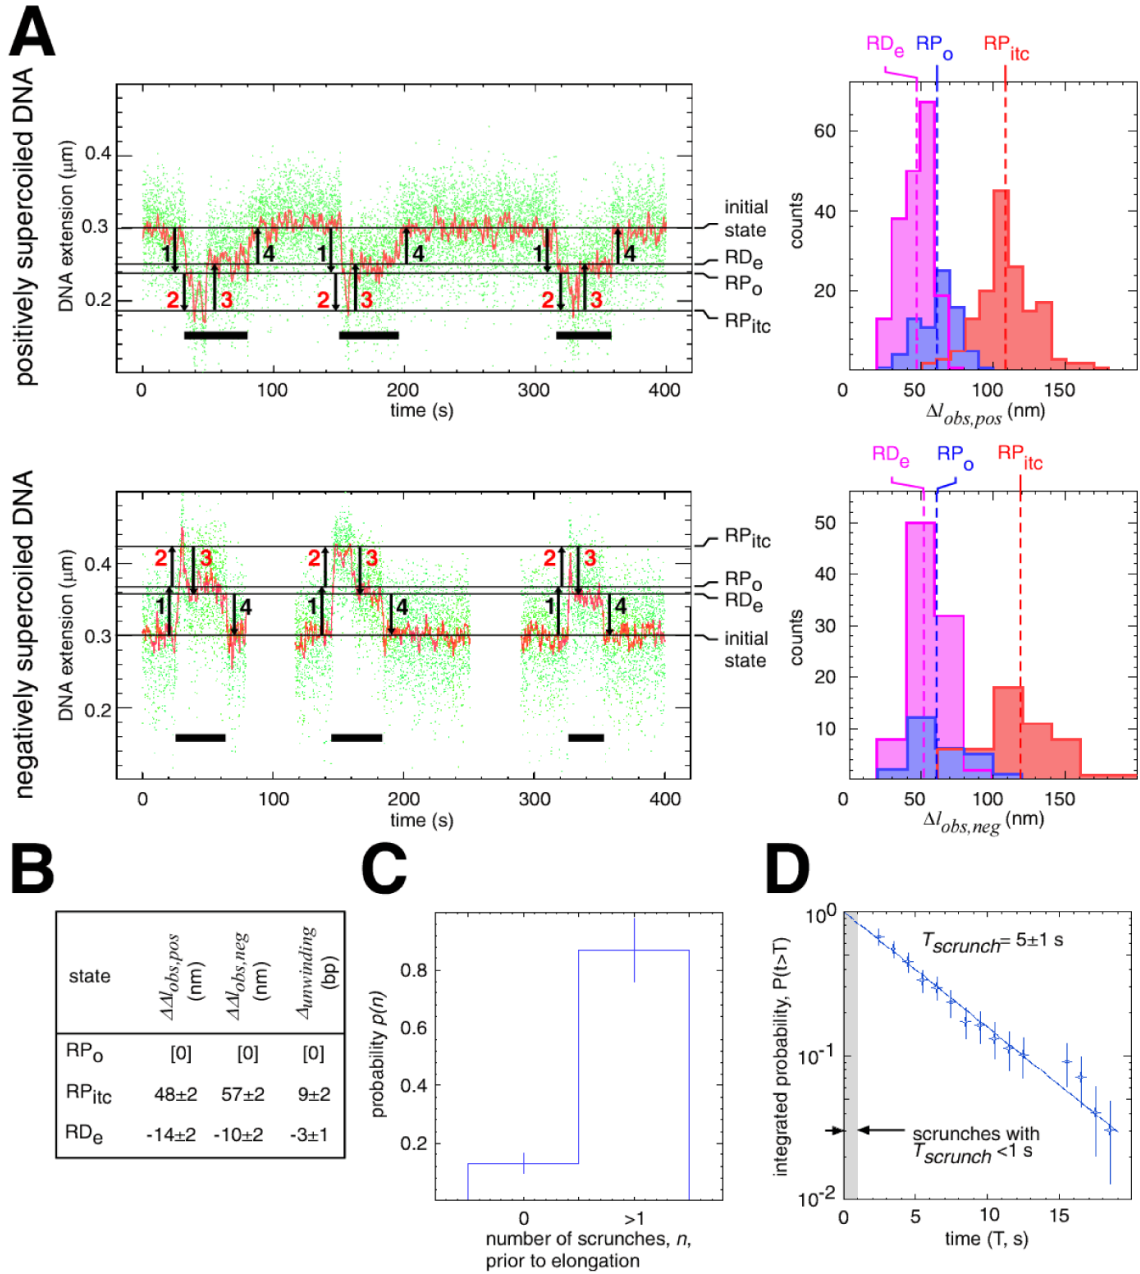 A
positively supercoiled DNA
DNA extension (μm)
0.4
0.3
0.2
1
2
3
4
1
2
3
4
1
2
3
4
0
100
200
300
400
time (s)
initial
state
RDe
RPo
RPitc
RDe
RPo
RPitc
counts
60
40
20
0
50
100
150
Δlobs,pos (nm)
negatively supercoiled DNA
DNA extension (μm)
0.4
0.3
0.2
2
3
1
4
2
3
1
4
2
3
1
4
0
100
200
300
400
time (s)
RPitc
RPo
RDe
initial
state
RDe
RPo
RPitc
counts
50
40
30
20
10
0
50
100
150
Δlobs,neg (nm)
B
state
ΔΔlobs,pos
(nm)
ΔΔlobs,neg
(nm)
Δunwinding
(bp)
RPo [0] [0] [0]
RPitc 48±2 57±2 9±2
RDe -14±2 -10±2 -3±1
C
probability p(n)
0.8
0.6
0.4
0.2
0
>1
number of scrunches, n,
prior to elongation
D
integrated probability, P(t>T)
10^0
10^-1
10^-2
Tscrunch= 5±1 s
scrunches with
Tscrunch <1 s
0
5
10
15
time (T, s)